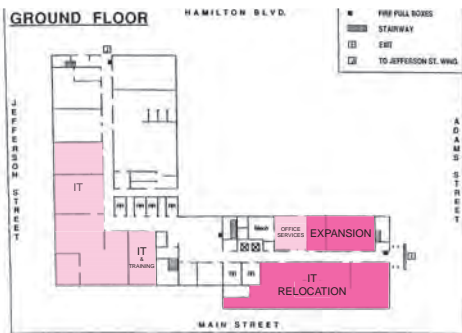 GROUND FLOOR
HAMILTON BLVD.
FIRE PULL BOXES
STAIRWAY
EXIT
TO JEFFERSON ST. WING
JEFFERSON STREET
ADAMS STREET
IT
IT
&
TRAINING
Mech
OFFICE
SERVICES
EXPANSION
IT
RELOCATION
MAIN STREET